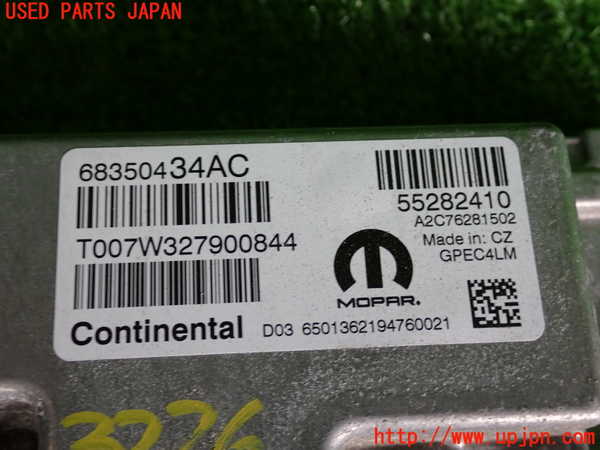 USED PARTS JAPAN
68350434AC
T007W327900844
Continental
55282410
A2C76281502
Made in: CZ
GPEC4LM
MOPAR.
D03 6501362194760021
3276
http://www.upjpn.com/